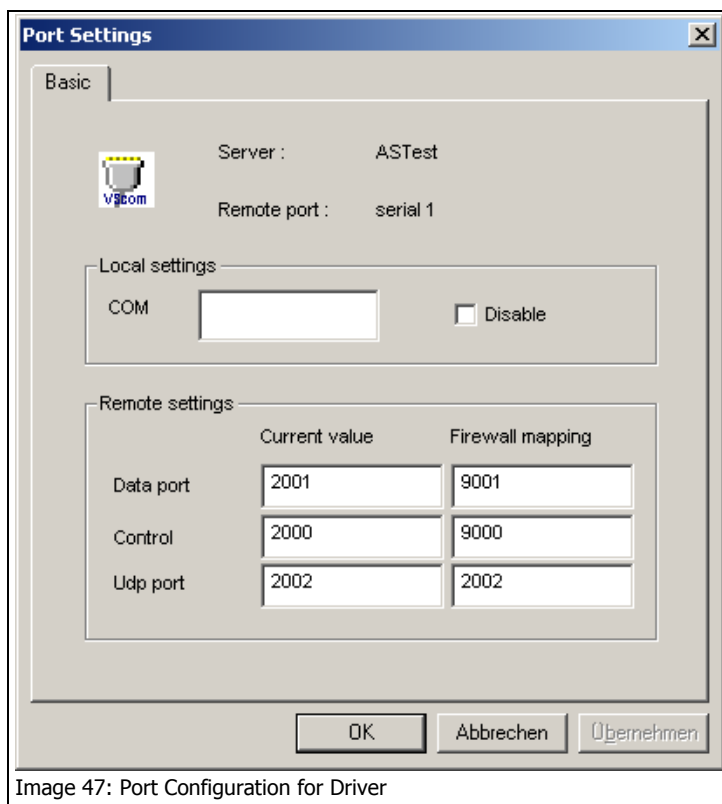 Port Settings
Basic
VScom
Server : ASTest
Remote port : serial 1
Local settings
COM Disable
Remote settings
Current value Firewall mapping
Data port 2001 9001
Control 2000 9000
Udp port 2002 2002
OK Abbrechen Übernehmen
Image 47: Port Configuration for Driver